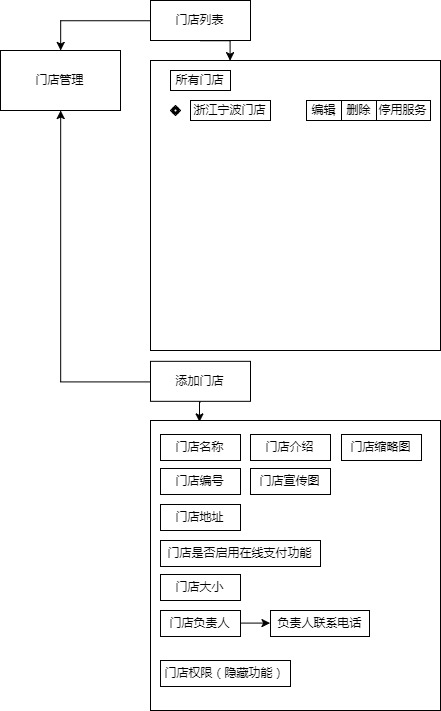 门店列表
门店管理
所有门店
浙江宁波门店 编辑 删除 停用服务
添加门店
门店名称 门店介绍 门店缩略图
门店编号 门店宣传图
门店地址
门店是否启用在线支付功能
门店大小
门店负责人 负责人联系电话
门店权限（隐藏功能）